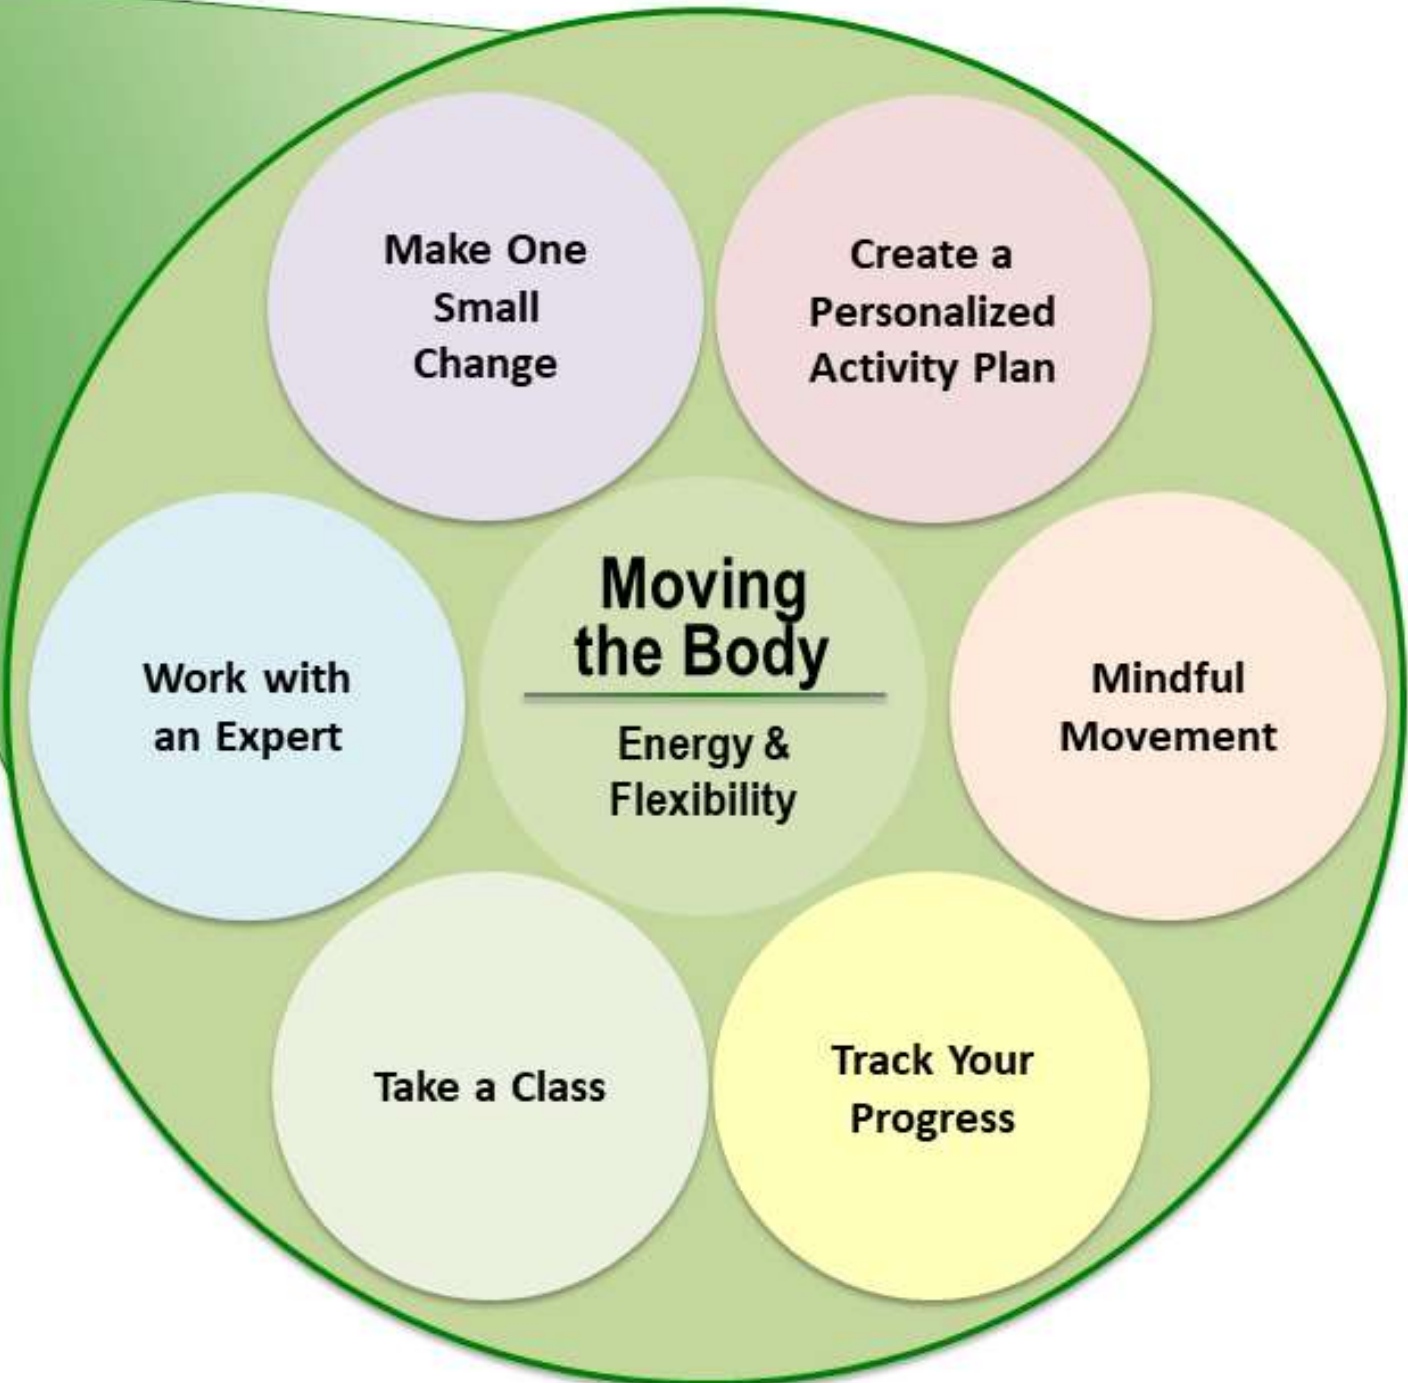 Make One
Small
Change
Create a
Personalized
Activity Plan
Work with
an Expert
Moving
the Body
Energy &
Flexibility
Mindful
Movement
Take a Class
Track Your
Progress